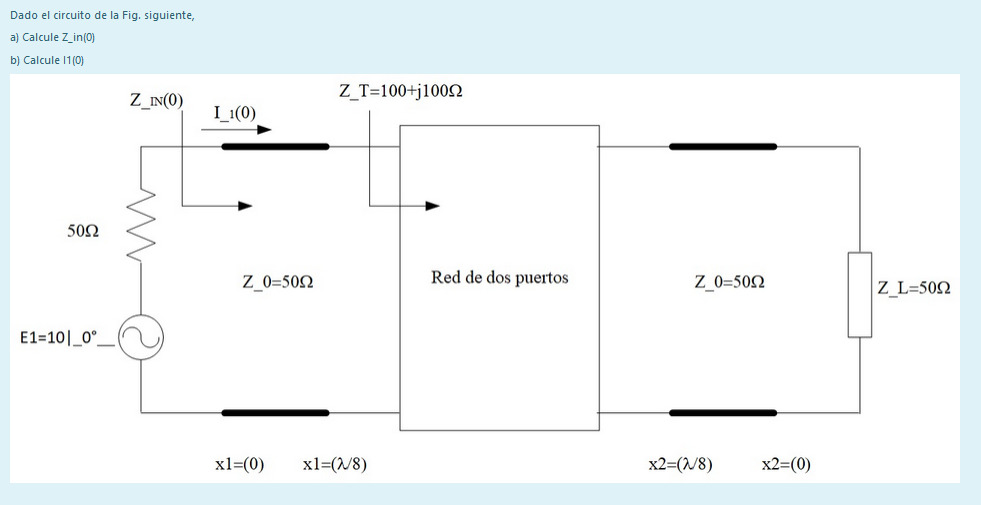 Dado el circuito de la Fig. siguiente,
a) Calcule Z_in(0)
b) Calcule I1(0)
Z_T=100+j100Ω
Z_IN(0)
I_1(0)
50Ω
Z_0=50Ω
Red de dos puertos
Z_0=50Ω
Z_L=50Ω
E1=10|_0°__
x1=(0)
x1=(λ/8)
x2=(λ/8)
x2=(0)